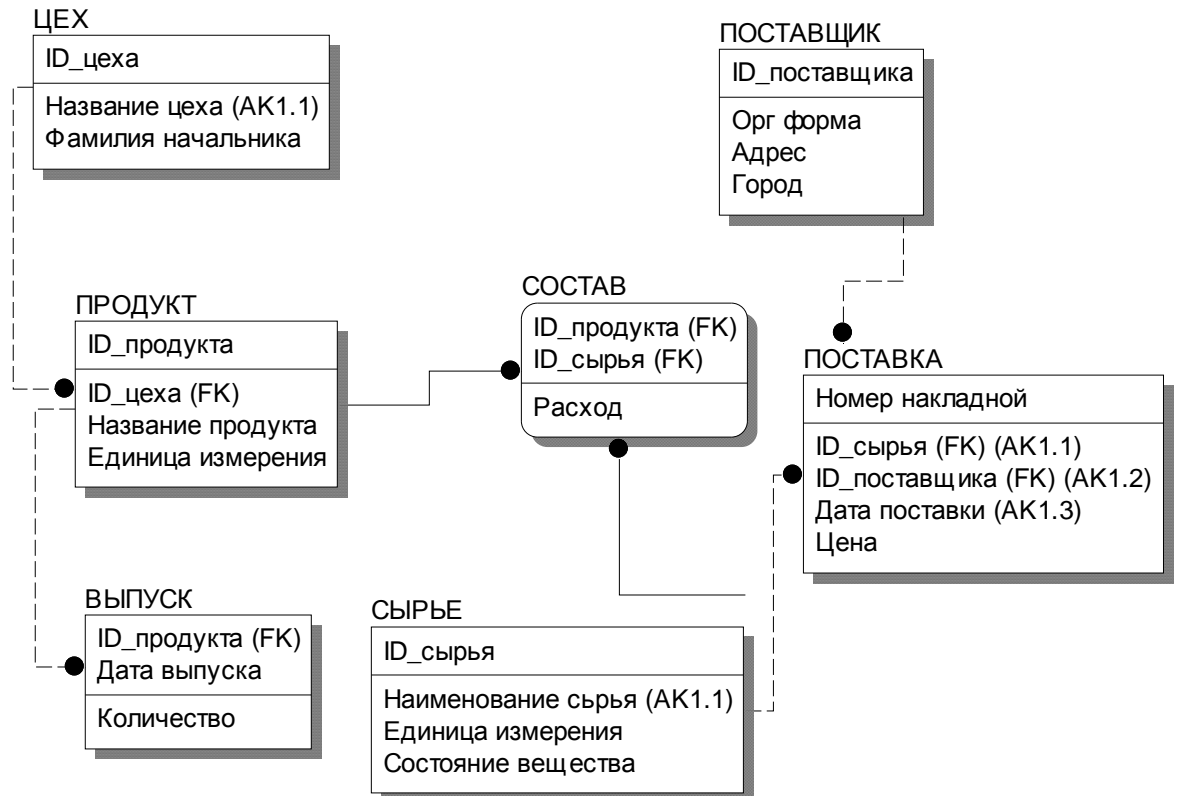 ЦЕХ
ID_цеха
Название цеха (AK1.1)
Фамилия начальника
ПОСТАВЩИК
ID_поставщика
Орг форма
Адрес
Город
ПРОДУКТ
ID_продукта
ID_цеха (FK)
Название продукта
Единица измерения
СОСТАВ
ID_продукта (FK)
ID_сырья (FK)
Расход
ПОСТАВКА
Номер накладной
ID_сырья (FK) (AK1.1)
ID_поставщика (FK) (AK1.2)
Дата поставки (AK1.3)
Цена
ВЫПУСК
ID_продукта (FK)
Дата выпуска
Количество
СЫРЬЕ
ID_сырья
Наименование сьрья (AK1.1)
Единица измерения
Состояние вещества